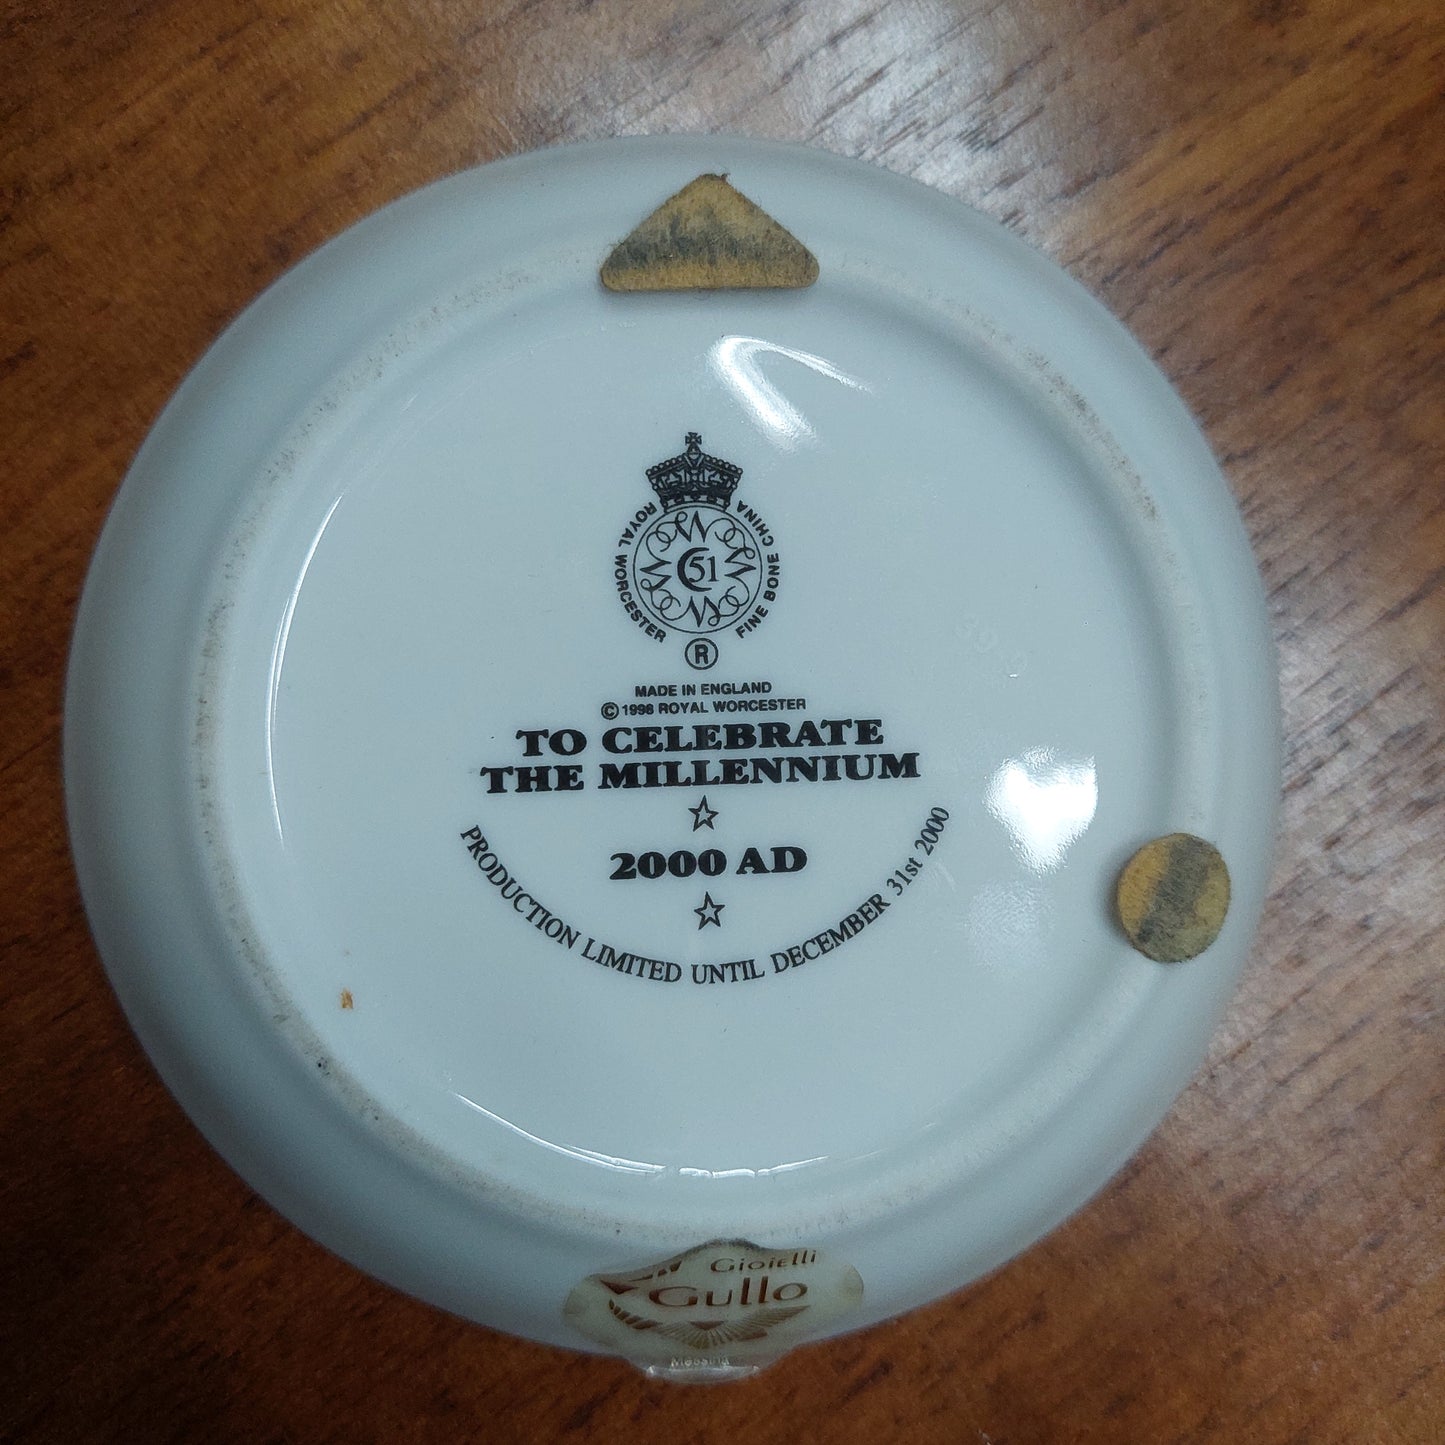 ROYAL WORCESTER
FINE BONE CHINA
51
®
MADE IN ENGLAND
© 1998 ROYAL WORCESTER
TO CELEBRATE
THE MILLENNIUM
2000 AD
PRODUCTION LIMITED UNTIL DECEMBER 31st 2000
Gioielli
Gullo